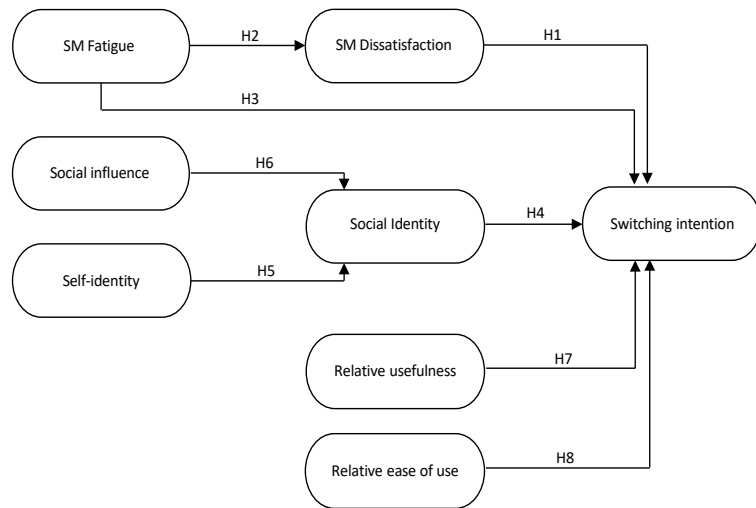 SM Fatigue
H2
SM Dissatisfaction
H1
H3
Social influence
H6
Social Identity
H4
Switching intention
Self-identity
H5
Relative usefulness
H7
Relative ease of use
H8